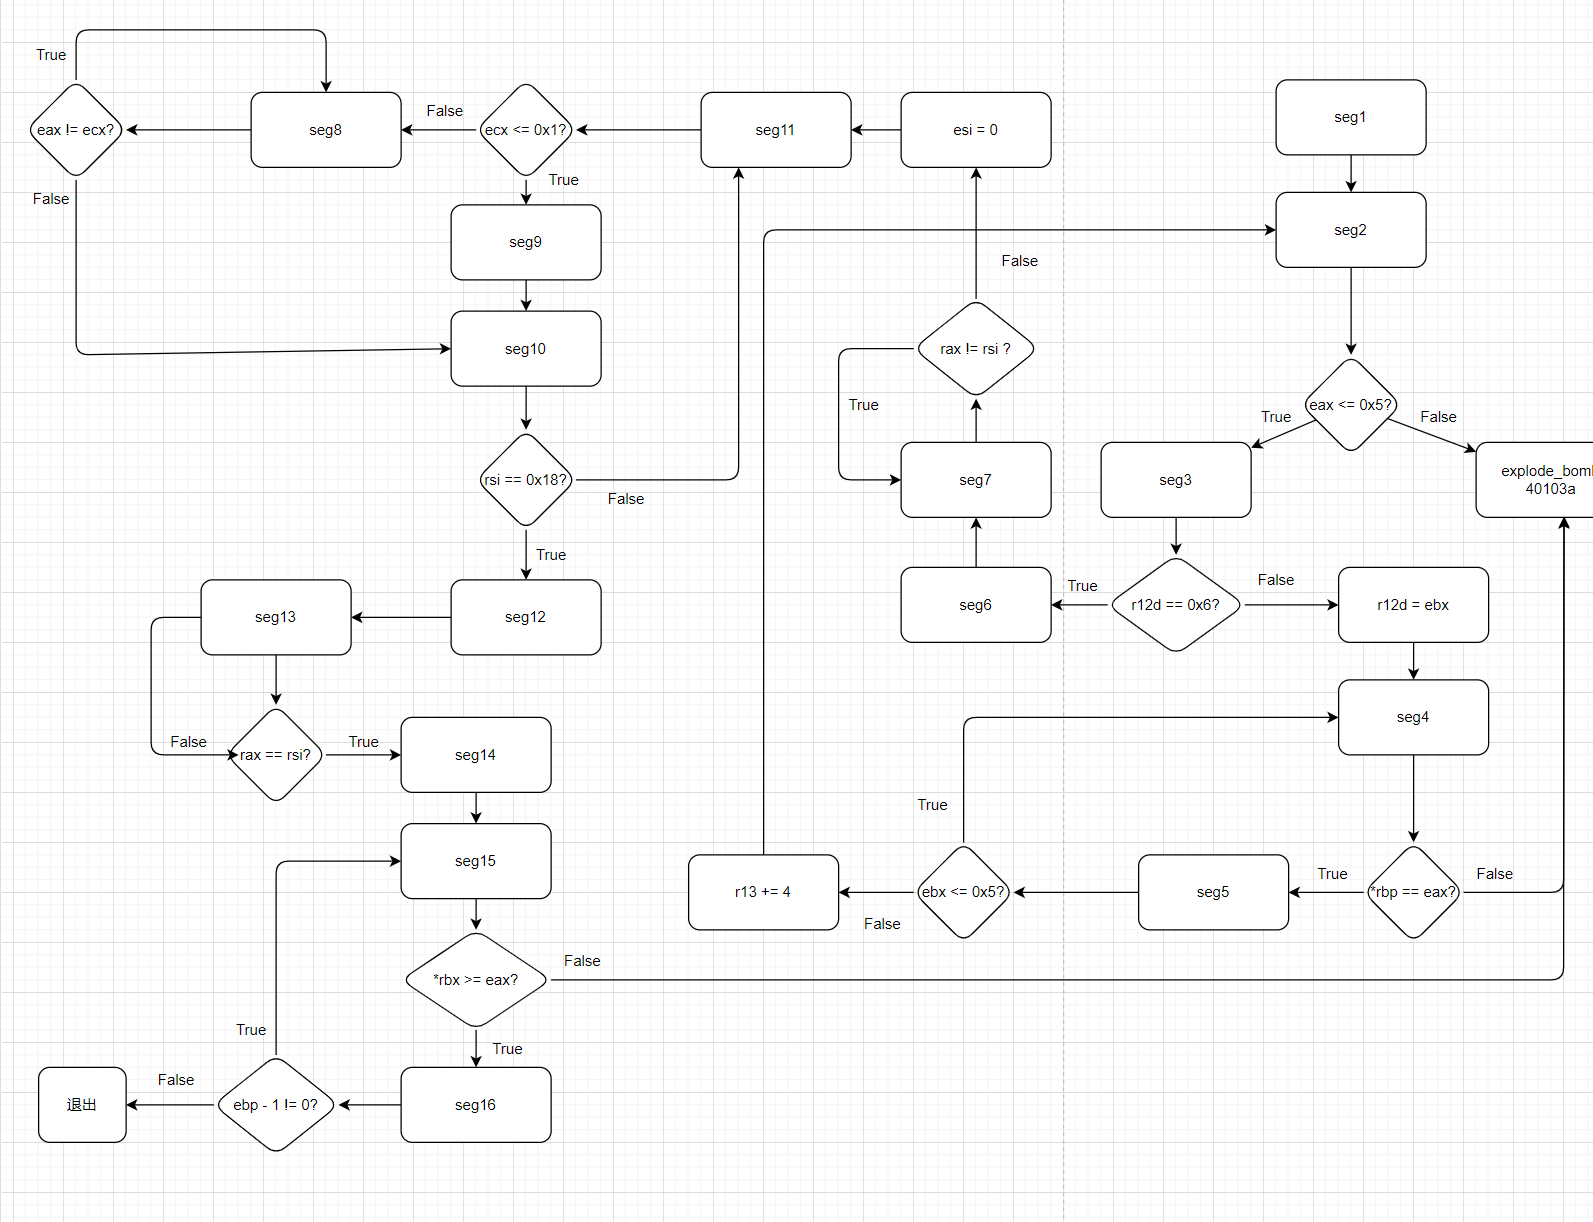 True
eax != ecx?
False
seg8
False
ecx <= 0x1?
True
seg11
esi = 0
seg1
seg9
seg2
False
seg10
rax != rsi ?
True
eax <= 0x5?
True
False
rsi == 0x18?
False
seg7
seg3
explode_bom
40103a
True
seg6
True
r12d == 0x6?
False
r12d = ebx
seg13
seg12
seg4
False
rax == rsi?
True
seg14
True
seg15
r13 += 4
False
ebx <= 0x5?
seg5
True
*rbp == eax?
False
*rbx >= eax?
False
True
True
退出
False
ebp - 1 != 0?
seg16